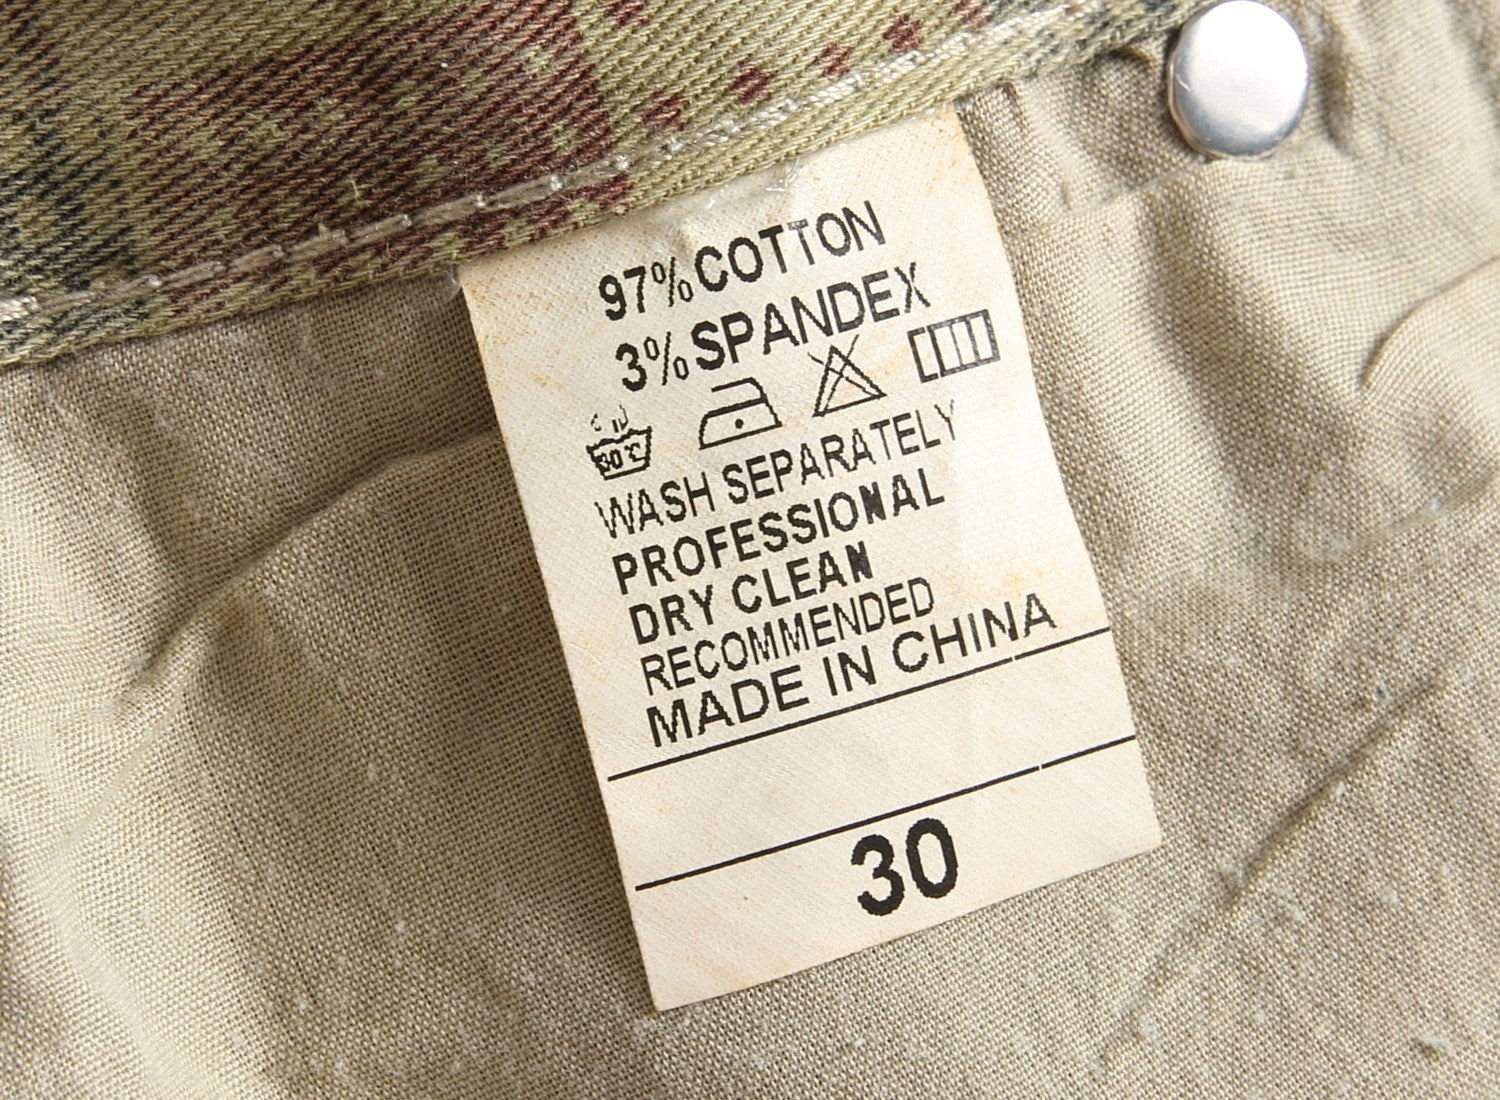 97%COTTON
3%SPANDEX
30℃
WASH SEPARATELY
PROFESSIONAL
DRY CLEAN
RECOMMENDED
MADE IN CHINA
30